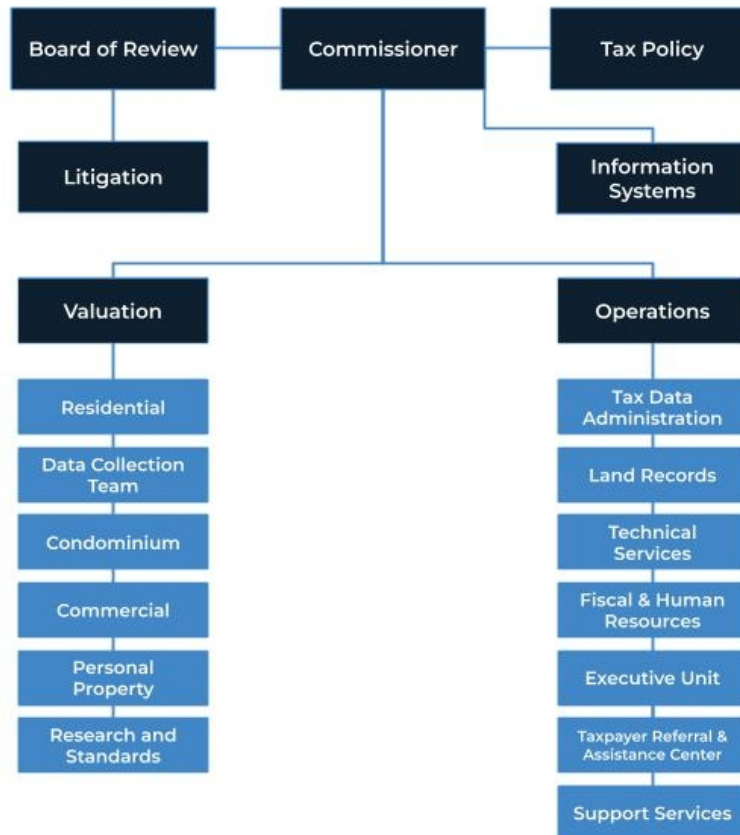 Board of Review
Commissioner
Tax Policy
Litigation
Information
Systems
Valuation
Operations
Residential
Data Collection
Team
Condominium
Commercial
Personal
Property
Research and
Standards
Tax Data
Administration
Land Records
Technical
Services
Fiscal & Human
Resources
Executive Unit
Taxpayer Referral &
Assistance Center
Support Services